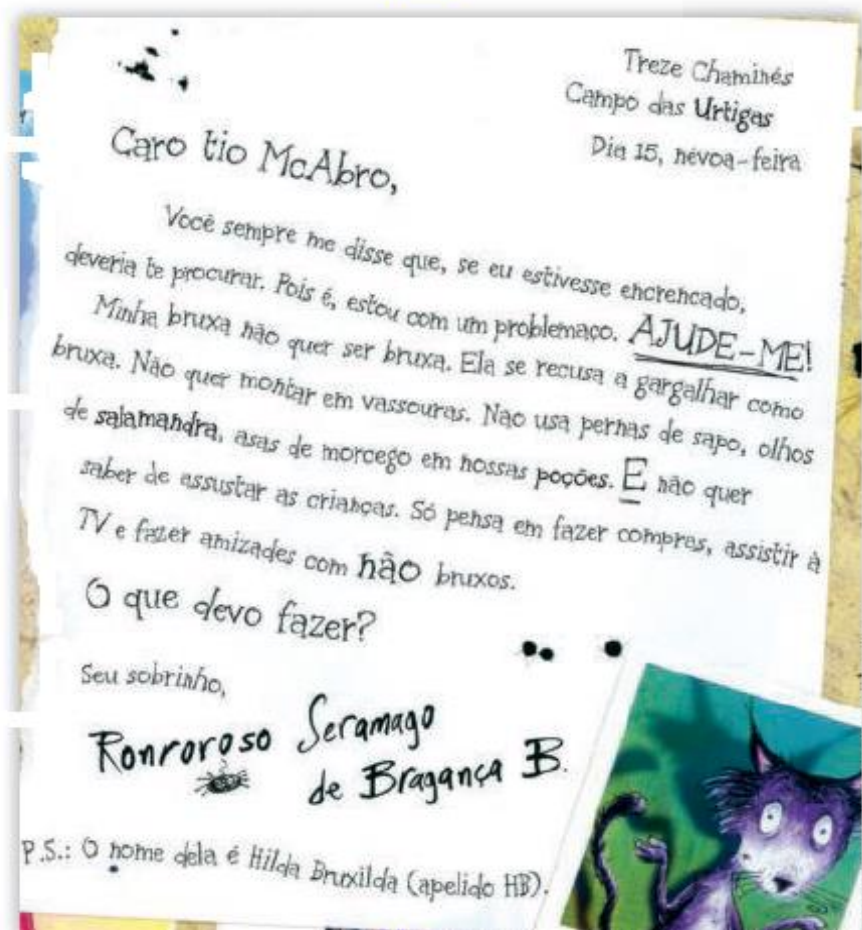 Treze Chaminés
Campo das Urtigas
Dia 15, névoa-feira
Caro tio McAbro,
Você sempre me disse que, se eu estivesse encrencado,
deveria te procurar. Pois é, estou com um problemaço. AJUDE-ME!
Minha bruxa não quer ser bruxa. Ela se recusa a gargalhar como
bruxa. Não quer montar em vassouras. Não usa pernas de sapo, olhos
de salamandra, asas de morcego em nossas poções. E não quer
saber de assustar as crianças. Só pensa em fazer compras, assistir à
TV e fazer amizades com não bruxos.
O que devo fazer?
Seu sobrinho,
Ronroroso Seramago
de Bragança B.
P.S.: O nome dela é Hilda Bruxilda (apelido HB).